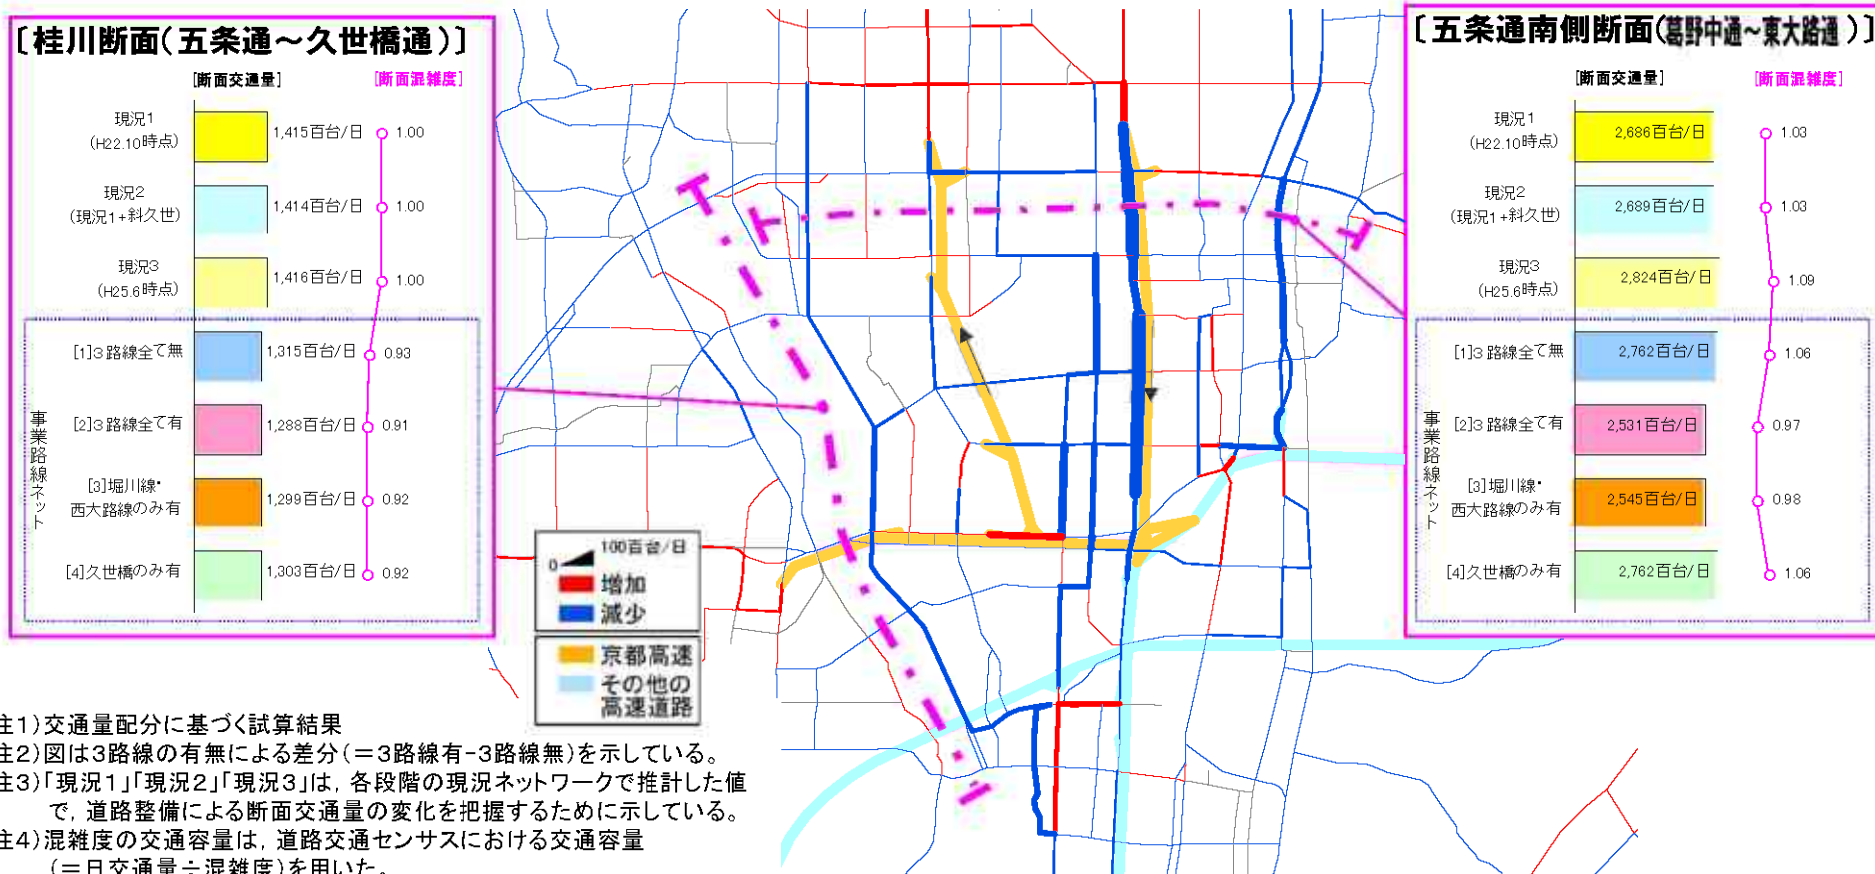 [桂川断面(五条通～久世橋通)]
[断面交通量]
[断面混雑度]
現況1
(H22.10時点)
1,415百台/日
1.00
現況2
(現況1+斜久世)
1,414百台/日
1.00
現況3
(H25.6時点)
1,416百台/日
1.00
事業路線ネット
[1]3路線全て無
1,315百台/日
0.93
[2]3路線全て有
1,288百台/日
0.91
[3]堀川線・
西大路線のみ有
1,299百台/日
0.92
[4]久世橋のみ有
1,303百台/日
0.92
[五条通南側断面(葛野中通～東大路通)]
[断面交通量]
[断面混雑度]
現況1
(H22.10時点)
2,686百台/日
1.03
現況2
(現況1+斜久世)
2,689百台/日
1.03
現況3
(H25.6時点)
2,824百台/日
1.09
事業路線ネット
[1]3路線全て無
2,762百台/日
1.06
[2]3路線全て有
2,531百台/日
0.97
[3]堀川線・
西大路線のみ有
2,545百台/日
0.98
[4]久世橋のみ有
2,762百台/日
1.06
0 100百台/日
増加
減少
京都高速
その他の
高速道路
注1)交通量配分に基づく試算結果
注2)図は3路線の有無による差分(=3路線有-3路線無)を示している。
注3)「現況1」「現況2」「現況3」は, 各段階の現況ネットワークで推計した値
で, 道路整備による断面交通量の変化を把握するために示している。
注4)混雑度の交通容量は, 道路交通センサスにおける交通容量
(=日交通量÷混雑度)を用いた。